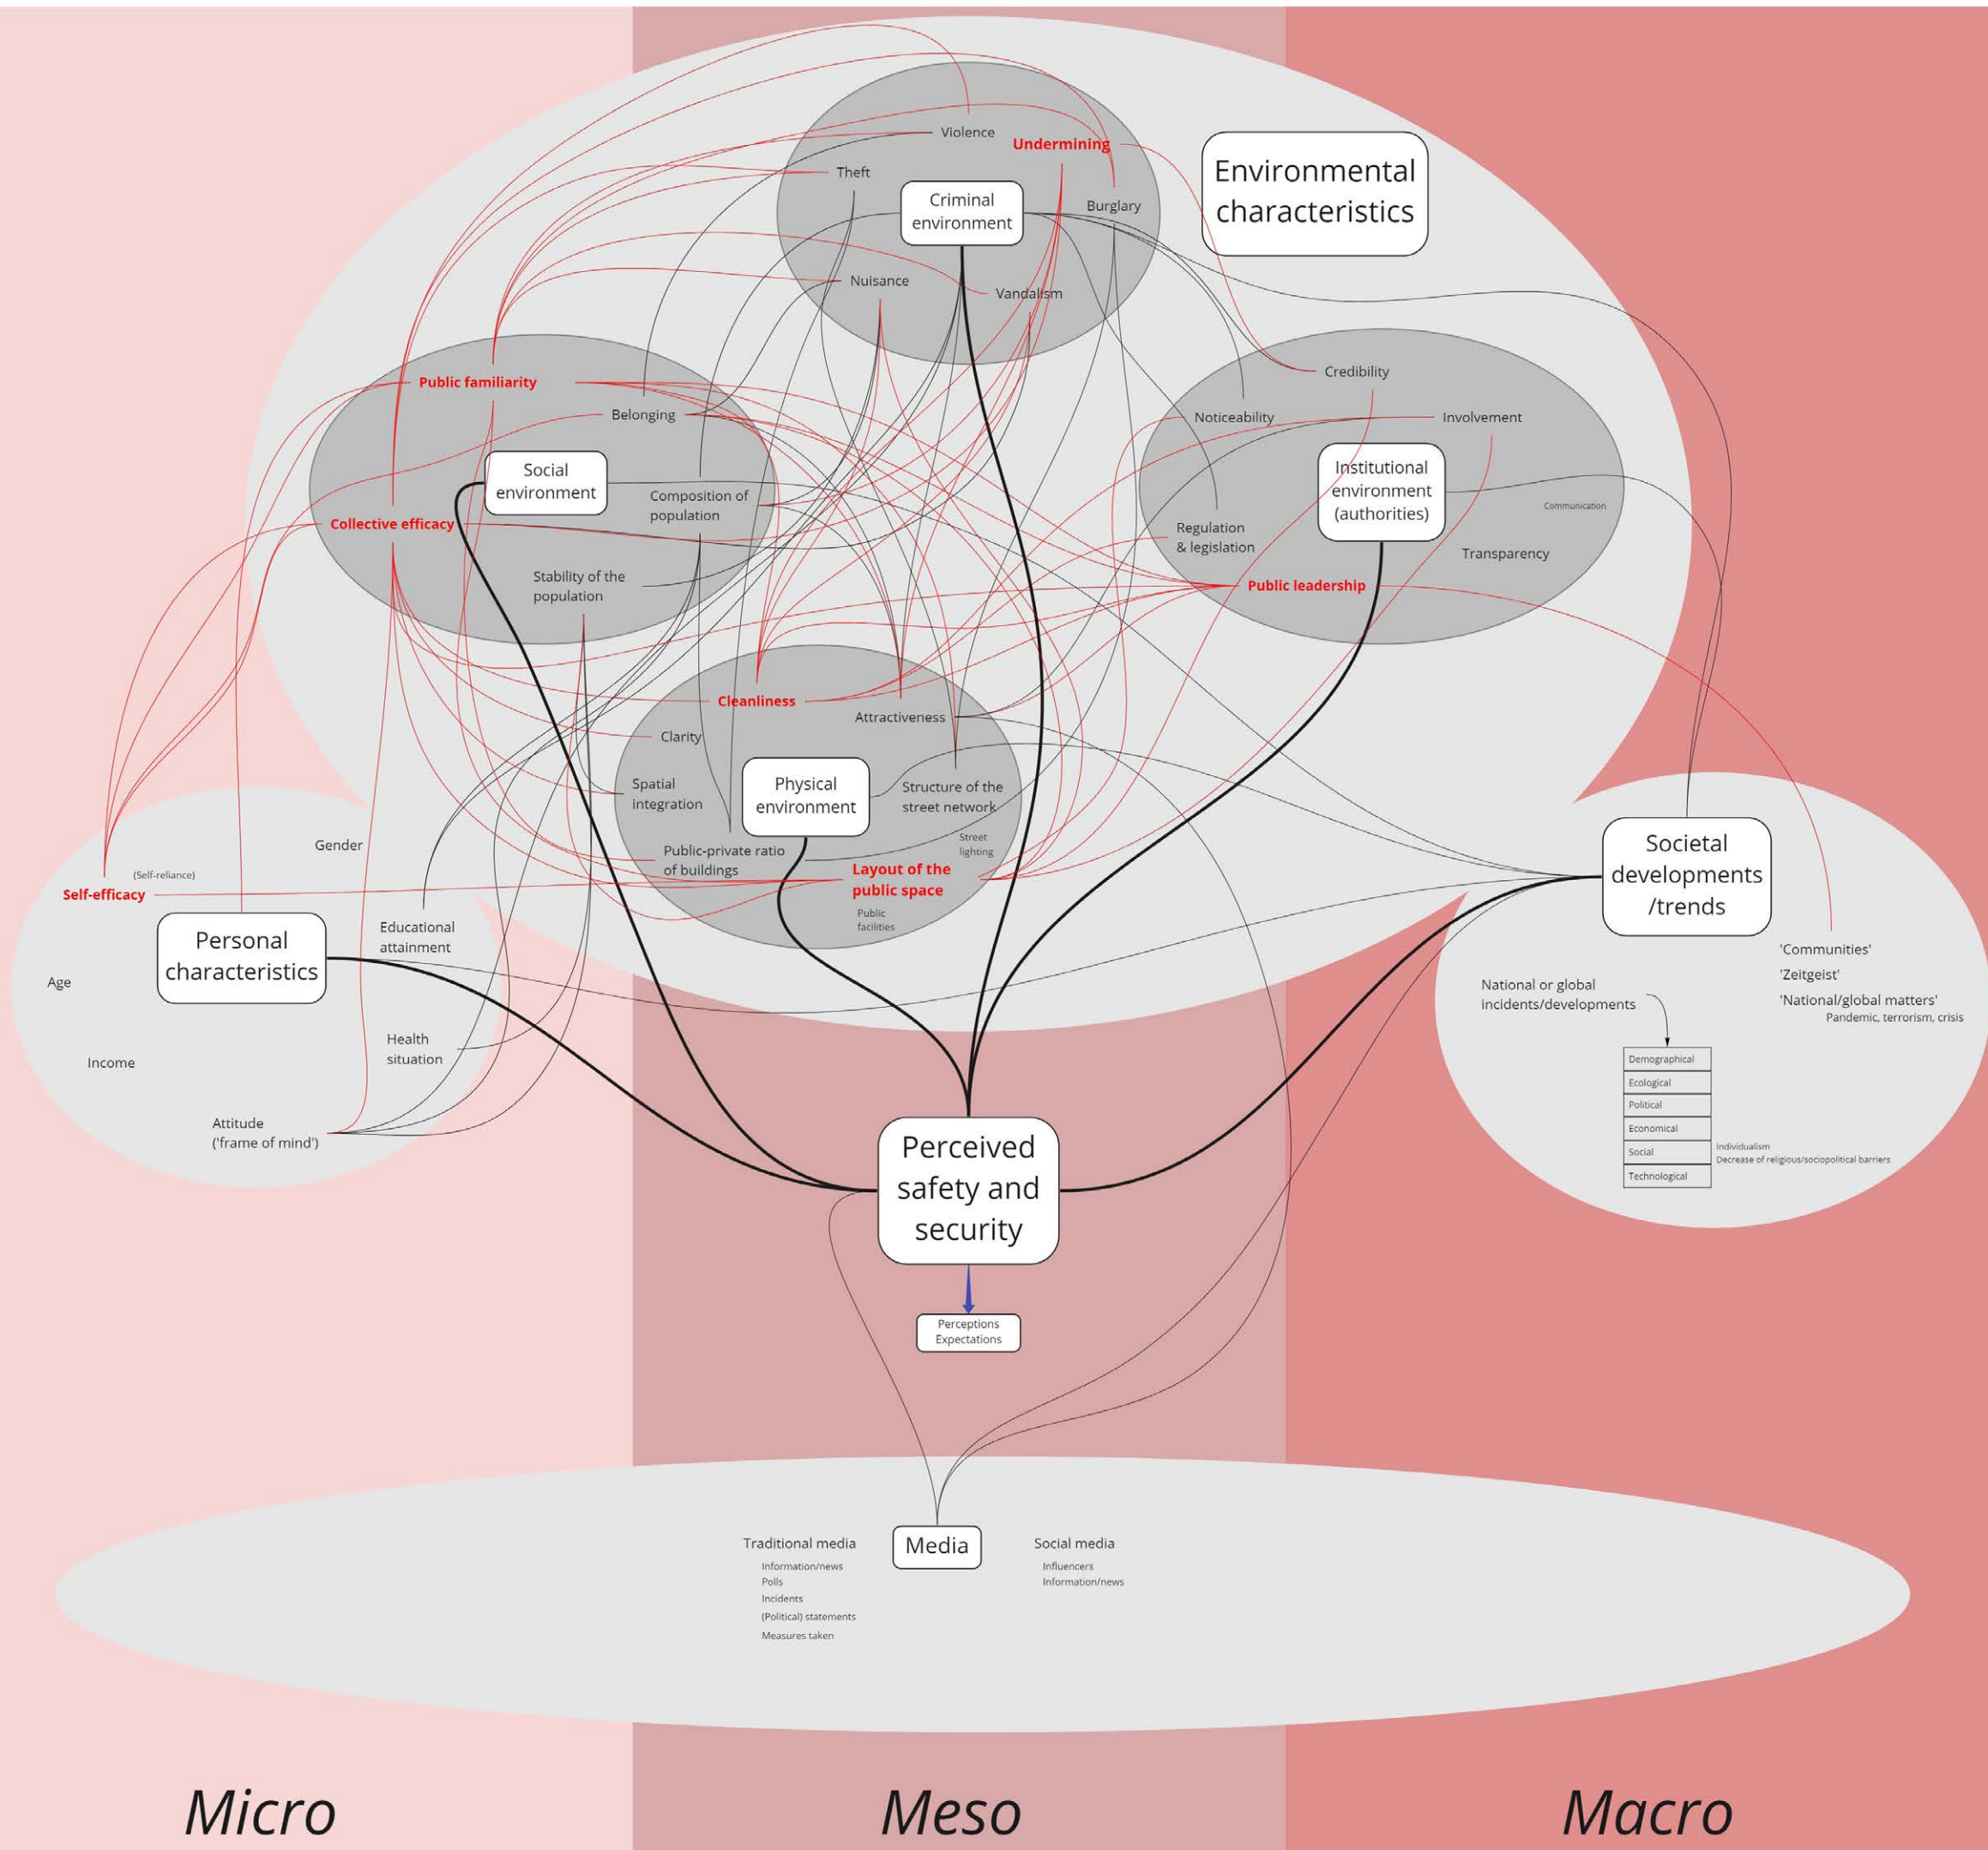 Environmental
characteristics
Violence
Undermining
Theft
Criminal
environment
Burglary
Nuisance
Vandalism
Public familiarity
Belonging
Social
environment
Composition of
population
Collective efficacy
Stability of the
population
Credibility
Noticeability
Involvement
Institutional
environment
(authorities)
Communication
Regulation
& legislation
Transparency
Public leadership
Cleanliness
Attractiveness
Clarity
Spatial
integration
Physical
environment
Structure of the
street network
Street
lighting
Public-private ratio
of buildings
Layout of the
public space
Public
facilities
Gender
(Self-reliance)
Self-efficacy
Personal
characteristics
Educational
attainment
Age
Health
situation
Income
Attitude
('frame of mind')
Societal
developments
/trends
'Communities'
'Zeitgeist'
'National/global matters'
Pandemic, terrorism, crisis
National or global
incidents/developments
Demographical
Ecological
Political
Economical
Social
Individualism
Decrease of religious/sociopolitical barriers
Technological
Perceived
safety and
security
Perceptions
Expectations
Media
Traditional media
Information/news
Polls
Incidents
(Political) statements
Measures taken
Social media
Influencers
Information/news
Micro
Meso
Macro